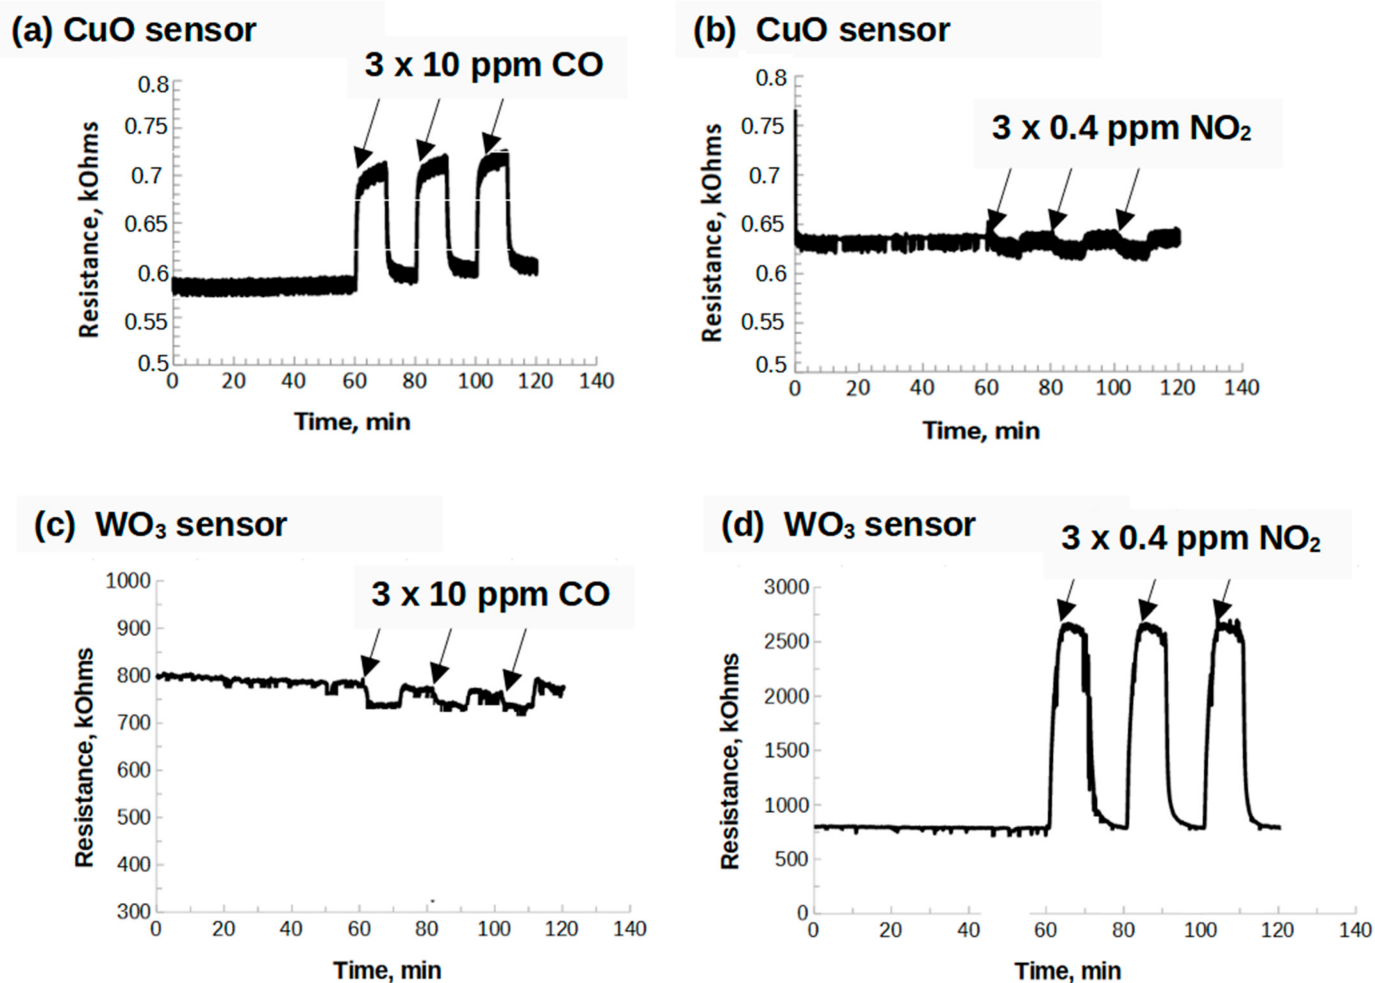 (a) CuO sensor
3 x 10 ppm CO
0.8
0.75
0.7
0.65
0.6
0.55
0.5
Resistance, kOhms
0 20 40 60 80 100 120 140
Time, min
(b) CuO sensor
3 x 0.4 ppm NO₂
0.8
0.75
0.7
0.65
0.6
0.55
0.5
Resistance, kOhms
0 20 40 60 80 100 120 140
Time, min
(c) WO₃ sensor
3 x 10 ppm CO
1000
900
800
700
600
500
400
300
Resistance, kOhms
0 20 40 60 80 100 120 140
Time, min
(d) WO₃ sensor
3 x 0.4 ppm NO₂
3000
2500
2000
1500
1000
500
0
Resistance, kOhms
0 20 40 60 80 100 120 140
Time, min